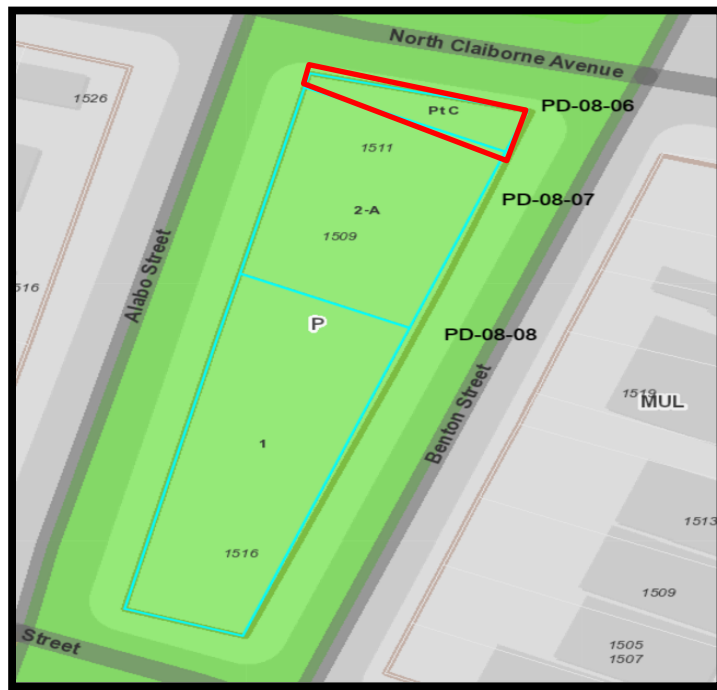 North Claiborne Avenue
1526
Pt C
PD-08-06
1511
PD-08-07
2-A
1509
Alabo Street
516
P
PD-08-08
Benton Street
1519
MUL
1
1513
1516
1509
Street
1505
1507